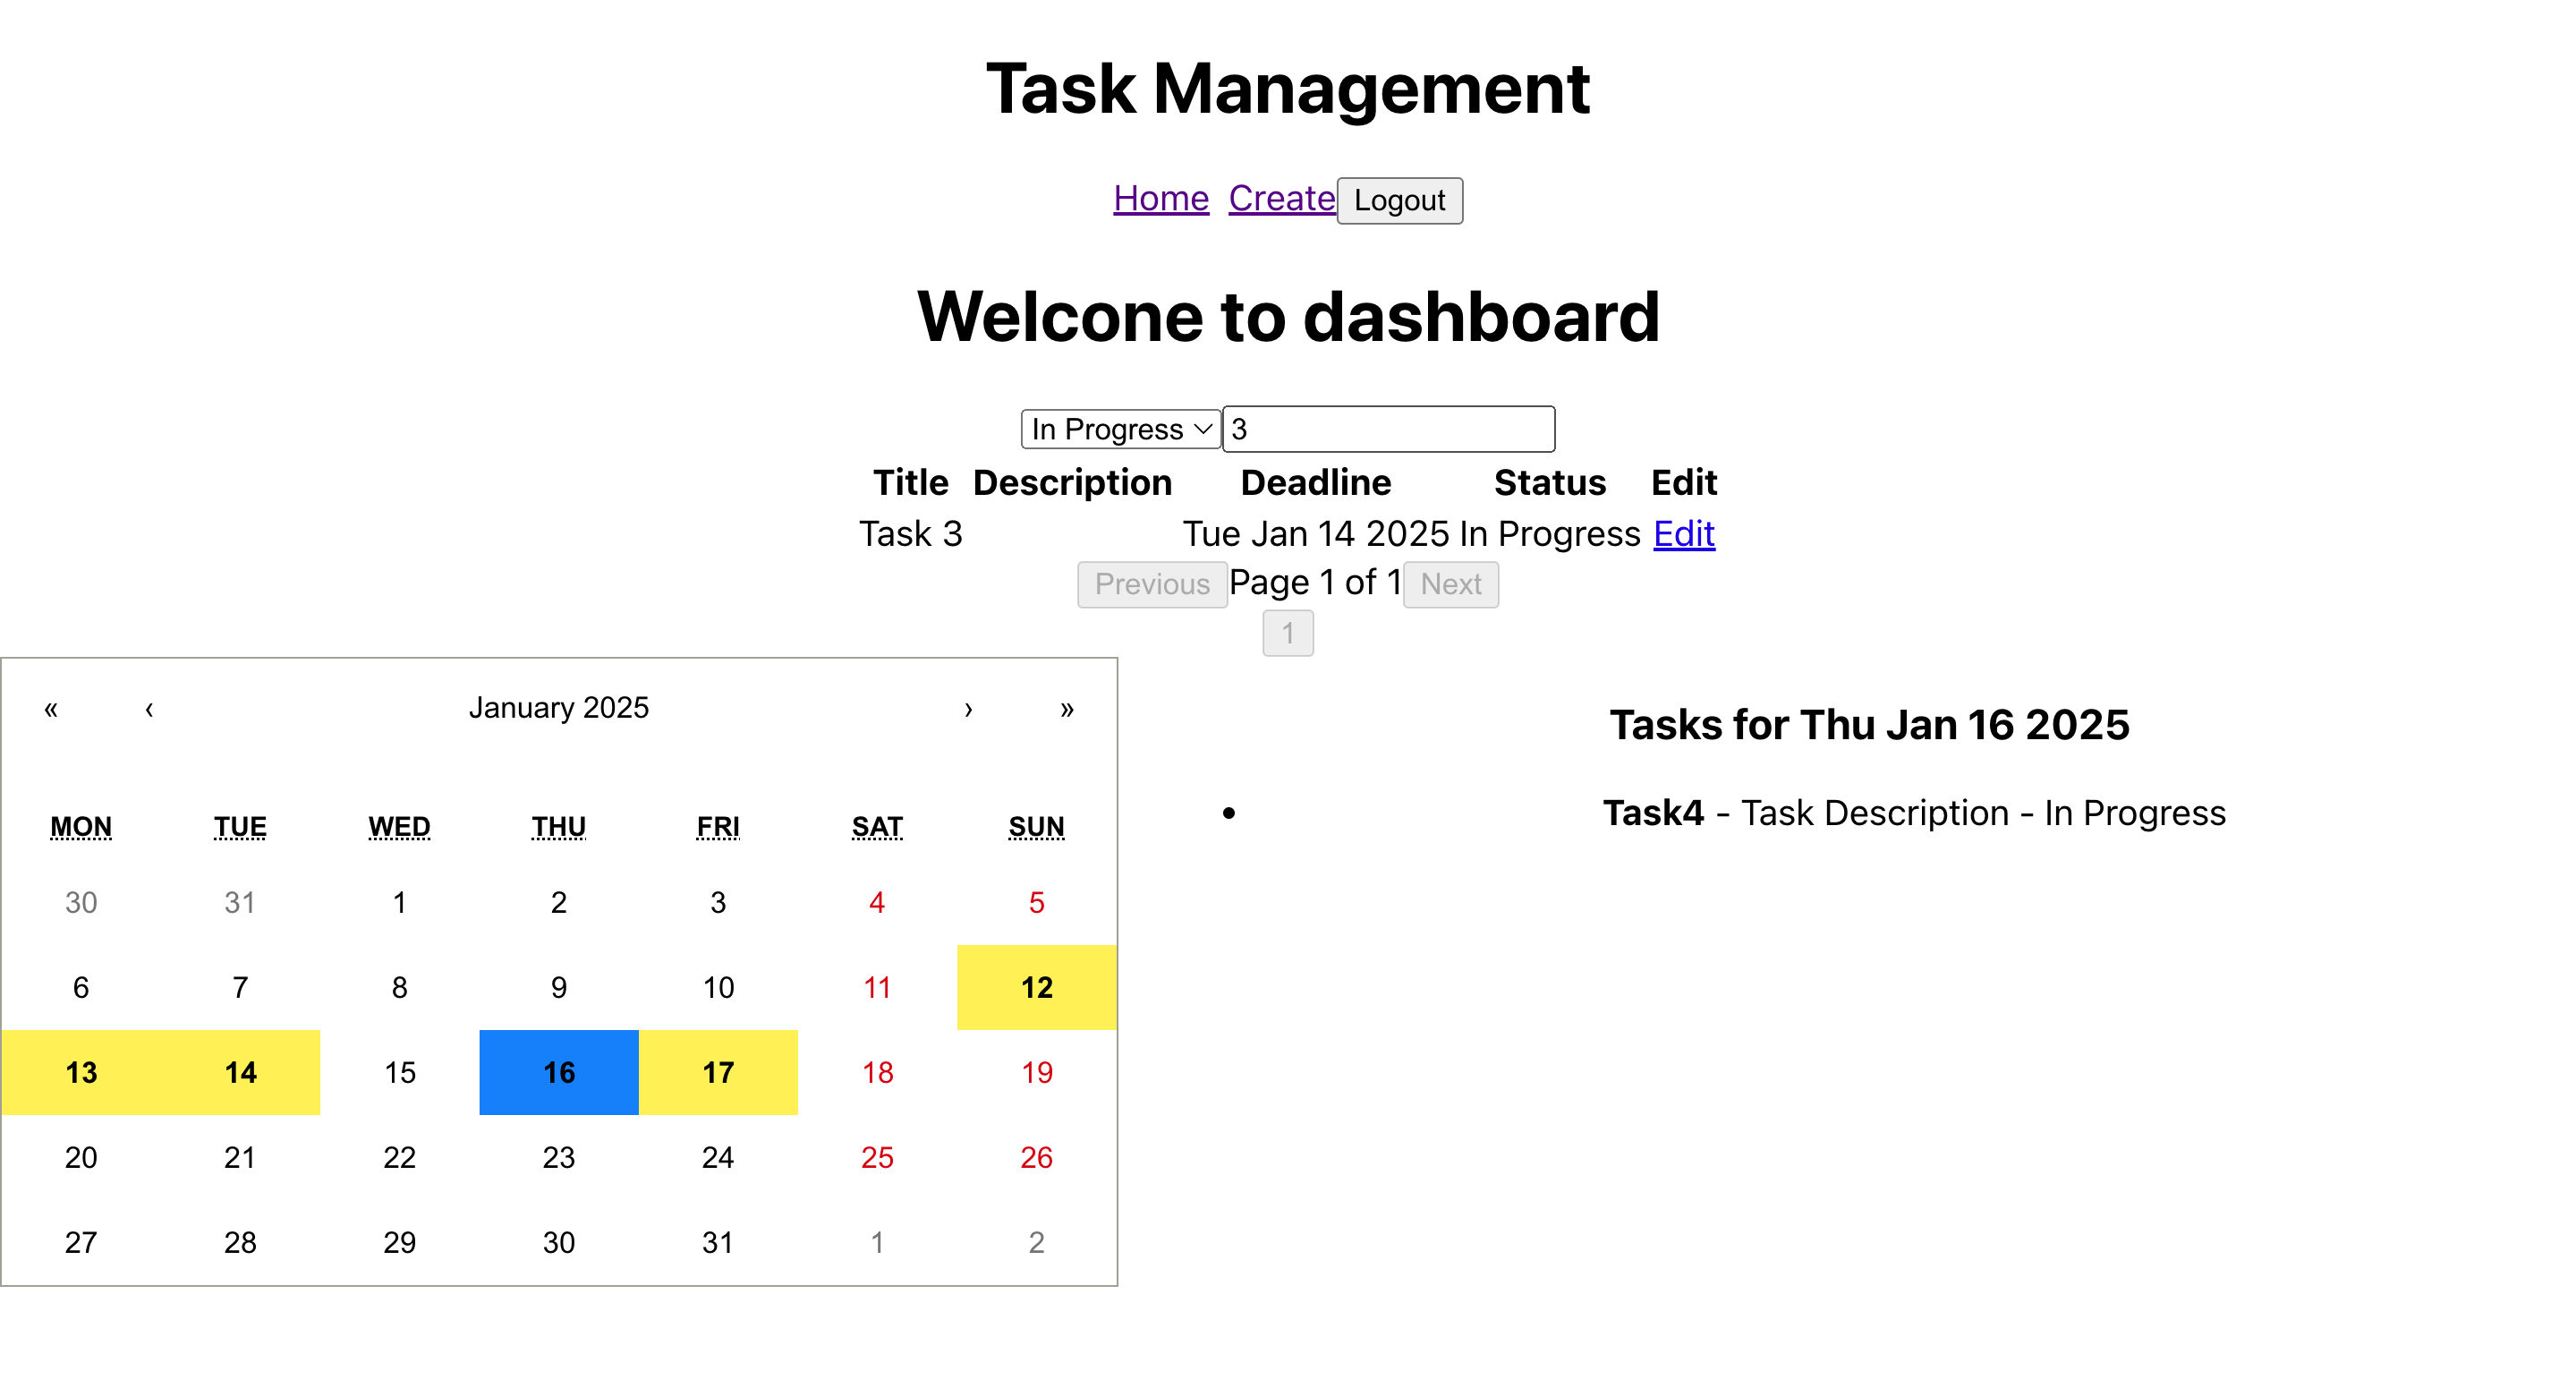 Task Management
Home Create Logout
Welcone to dashboard
In Progress 3
Title Description Deadline Status Edit
Task 3 Tue Jan 14 2025 In Progress Edit
Previous Page 1 of 1 Next
1
« ‹ January 2025 › »
MON TUE WED THU FRI SAT SUN
30 31 1 2 3 4 5
6 7 8 9 10 11 12
13 14 15 16 17 18 19
20 21 22 23 24 25 26
27 28 29 30 31 1 2
Tasks for Thu Jan 16 2025
• Task4 - Task Description - In Progress